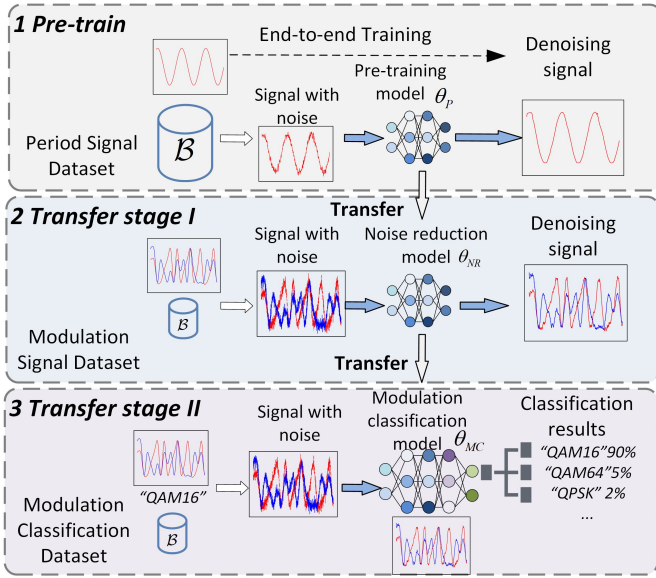 1 Pre-train
End-to-end Training
Denoising
signal
Pre-training
model θP
Signal with
noise
Period Signal
Dataset
B
Transfer
2 Transfer stage I
Signal with
noise
Noise reduction
model θNR
Denoising
signal
B
Modulation
Signal Dataset
Transfer
3 Transfer stage II
Signal with
noise
Modulation
classification
model θMC
Classification
results
“QAM16”90%
“QAM64”5%
“QPSK” 2%
...
“QAM16”
Modulation
Classification
Dataset
B